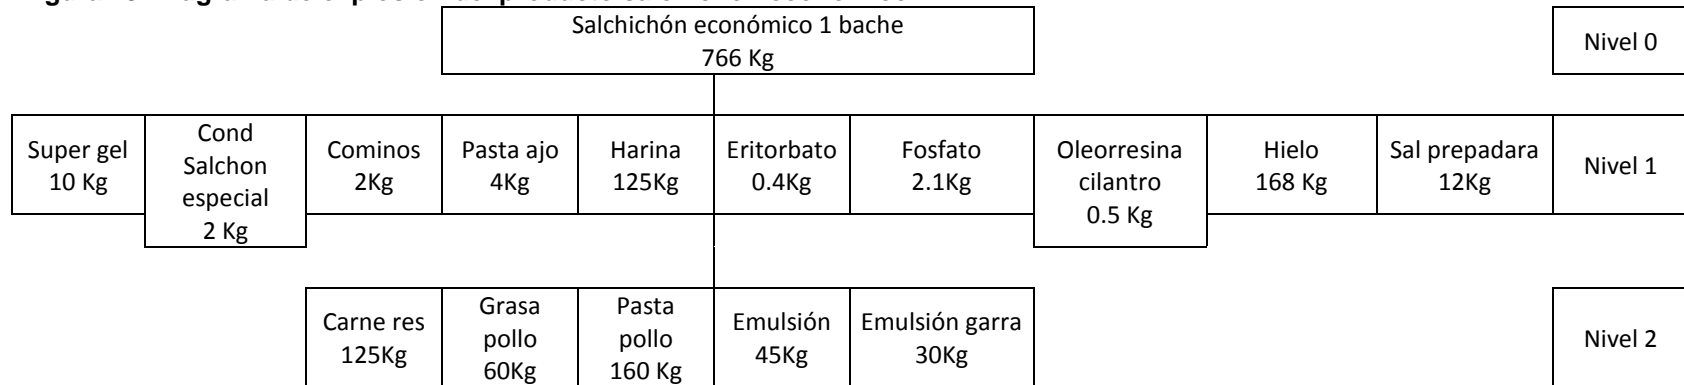 Salchichón económico 1 bache
766 Kg
Nivel 0
Super gel
10 Kg
Cond
Salchon
especial
2 Kg
Cominos
2Kg
Pasta ajo
4Kg
Harina
125Kg
Eritorbato
0.4Kg
Fosfato
2.1Kg
Oleorresina
cilantro
0.5 Kg
Hielo
168 Kg
Sal prepadara
12Kg
Nivel 1
Carne res
125Kg
Grasa
pollo
60Kg
Pasta
pollo
160 Kg
Emulsión
45Kg
Emulsión garra
30Kg
Nivel 2